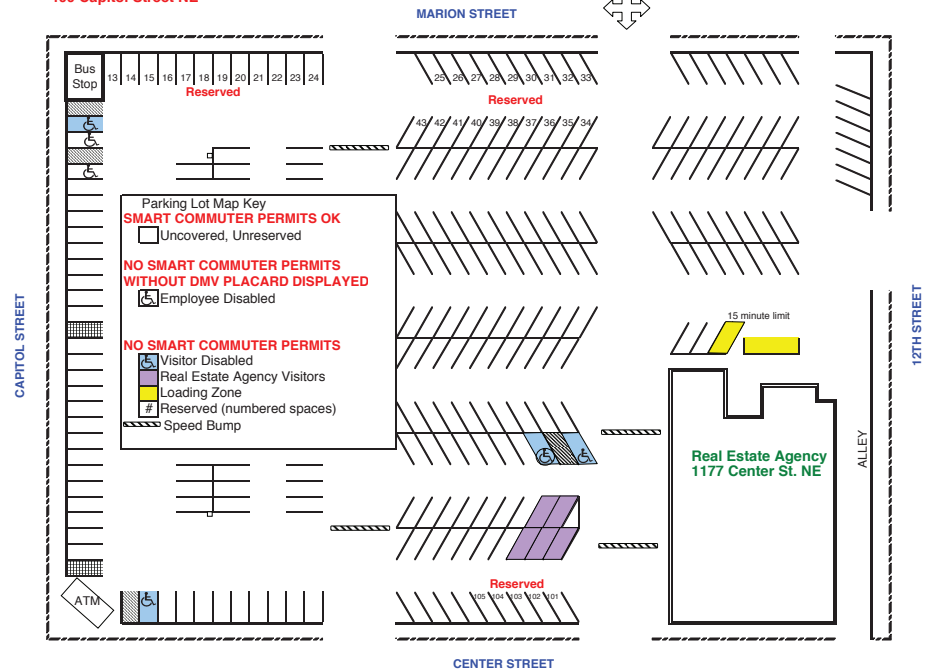 100 Capitol Street NE
MARION STREET
Bus
Stop
13 14 15 16 17 18 19 20 21 22 23 24
Reserved
25 26 27 28 29 30 31 32 33
Reserved
43 42 41 40 39 38 37 36 35 34
Parking Lot Map Key
SMART COMMUTER PERMITS OK
Uncovered, Unreserved
NO SMART COMMUTER PERMITS
WITHOUT DMV PLACARD DISPLAYED
Employee Disabled
NO SMART COMMUTER PERMITS
Visitor Disabled
Real Estate Agency Visitors
Loading Zone
# Reserved (numbered spaces)
Speed Bump
CAPITOL STREET
15 minute limit
12TH STREET
ALLEY
Real Estate Agency
1177 Center St. NE
Reserved
105 104 103 102 101
ATM
CENTER STREET